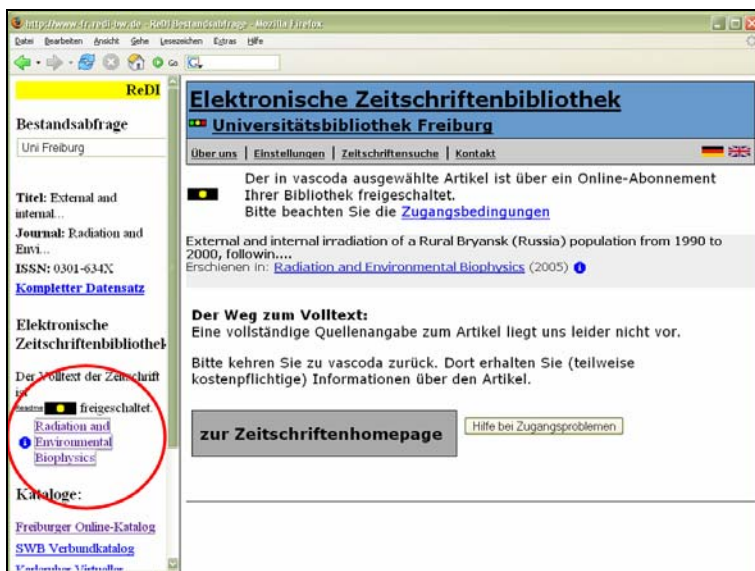 http://www-fr.redi-bw.de - ReDI Bestandsabfrage - Mozilla Firefox
Datei Bearbeiten Ansicht Gehe Lesezeichen Extras Hilfe
Go
ReDI
Bestandsabfrage
Uni Freiburg
Titel: External and
internal...
Journal: Radiation and
Envi...
ISSN: 0301-634X
Kompletter Datensatz
Elektronische
Zeitschriftenbibliothek
Der Volltext der Zeitschrift
ist
Readme freigeschaltet.
Radiation and
Environmental
Biophysics
Kataloge:
Freiburger Online-Katalog
SWB Verbundkatalog
Karlsruher Virtueller
Elektronische Zeitschriftenbibliothek
Universitätsbibliothek Freiburg
Über uns | Einstellungen | Zeitschriftensuche | Kontakt
Der in vascoda ausgewählte Artikel ist über ein Online-Abonnement
Ihrer Bibliothek freigeschaltet.
Bitte beachten Sie die Zugangsbedingungen
External and internal irradiation of a Rural Bryansk (Russia) population from 1990 to
2000, followin....
Erschienen in: Radiation and Environmental Biophysics (2005)
Der Weg zum Volltext:
Eine vollständige Quellenangabe zum Artikel liegt uns leider nicht vor.
Bitte kehren Sie zu vascoda zurück. Dort erhalten Sie (teilweise
kostenpflichtige) Informationen über den Artikel.
zur Zeitschriftenhomepage
Hilfe bei Zugangsproblemen